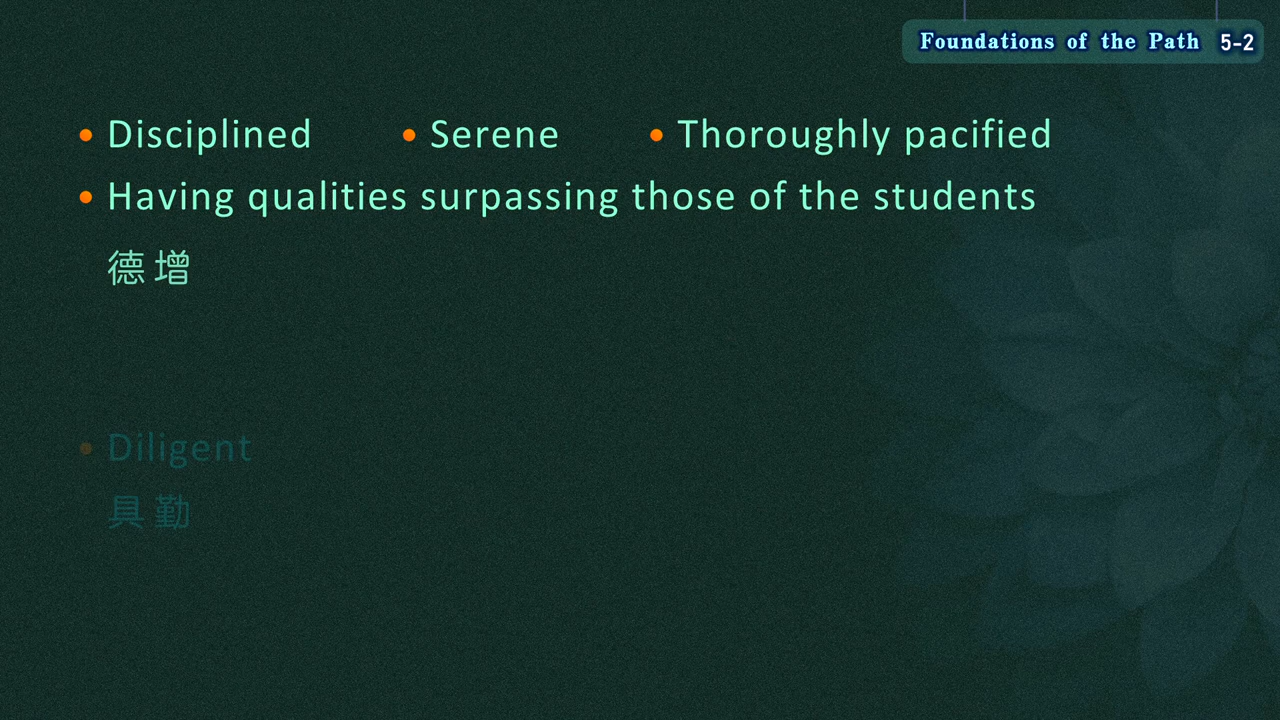 Foundations of the Path 5-2
• Disciplined • Serene • Thoroughly pacified
• Having qualities surpassing those of the students
德增
• Diligent
具勤